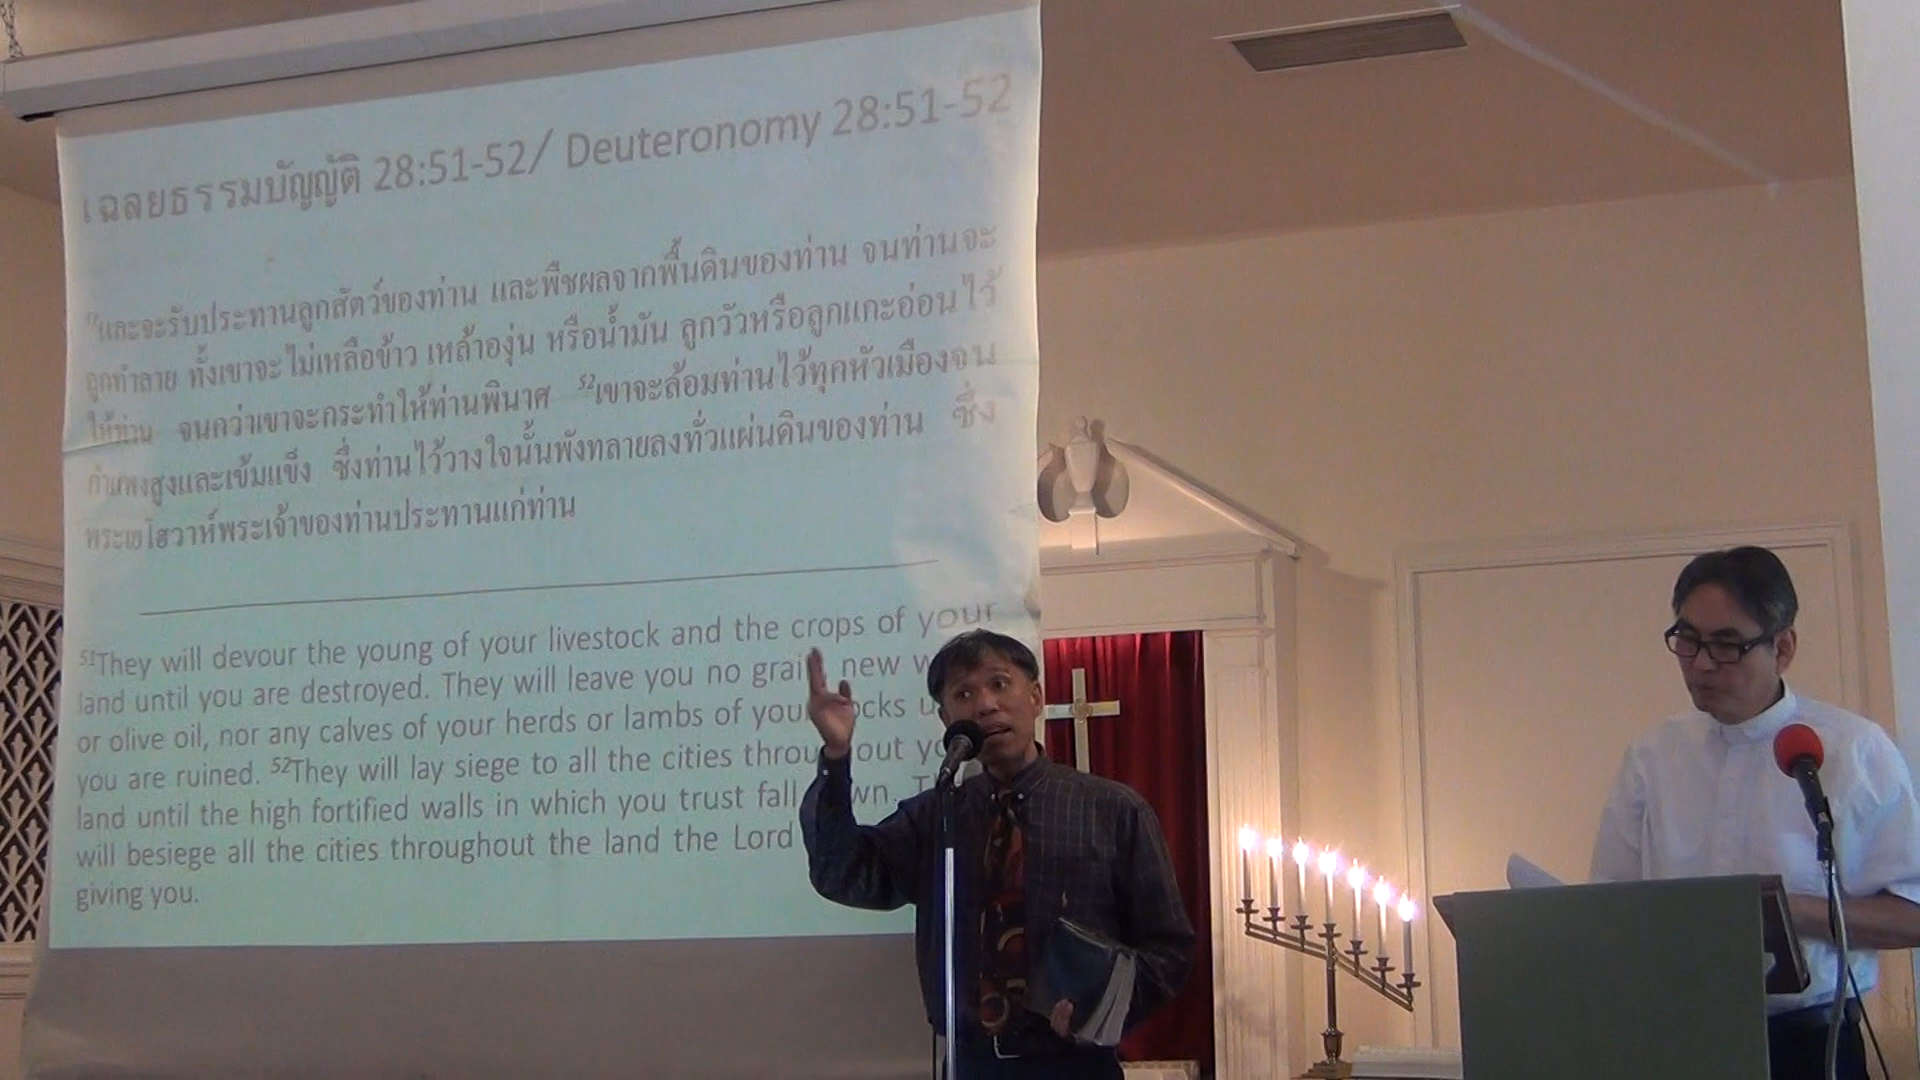 เฉลยธรรมบัญญัติ 28:51-52/ Deuteronomy 28:51-52
51และจะรับประทานลูกสัตว์ของท่าน และพืชผลจากพื้นดินของท่าน จนท่านจะ
ถูกทำลาย ทั้งเขาจะไม่เหลือข้าว เหล้าองุ่น หรือน้ำมัน ลูกวัวหรือลูกแกะอ่อนไว้
ให้ท่าน จนกว่าเขาจะกระทำให้ท่านพินาศ 52เขาจะล้อมท่านไว้ทุกหัวเมืองจน
กำแพงสูงและเข้มแข็ง ซึ่งท่านไว้วางใจนั้นพังทลายลงทั่วแผ่นดินของท่าน ซึ่ง
พระเยโฮวาห์พระเจ้าของท่านประทานแก่ท่าน
51They will devour the young of your livestock and the crops of your
land until you are destroyed. They will leave you no grain, new
or olive oil, nor any calves of your herds or lambs of your
you are ruined. 52They will lay siege to all the cities throughout
land until the high fortified walls in which you trust fall
will besiege all the cities throughout the land the Lord
giving you.